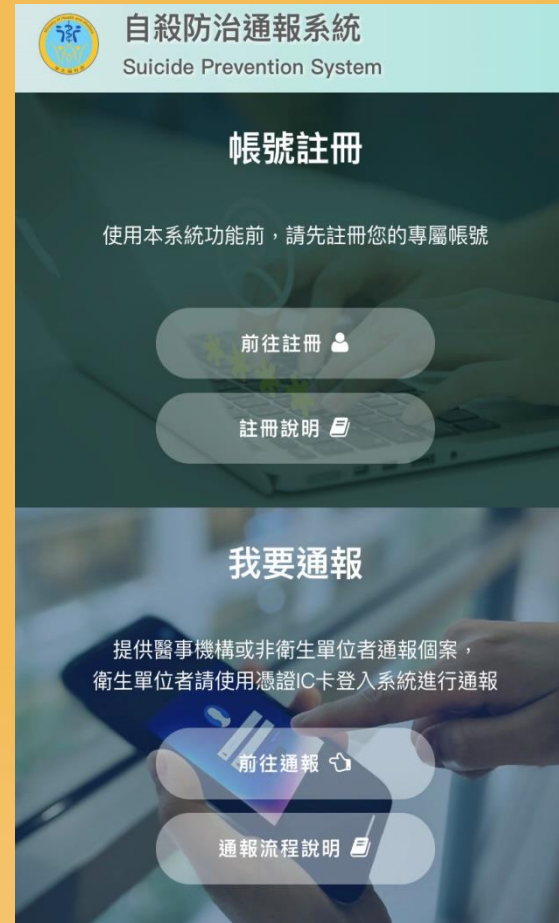 自殺防治通報系統
Suicide Prevention System
帳號註冊
使用本系統功能前，請先註冊您的專屬帳號
前往註冊
註冊說明
我要通報
提供醫事機構或非衛生單位者通報個案，
衛生單位者請使用憑證IC卡登入系統進行通報
前往通報
通報流程說明